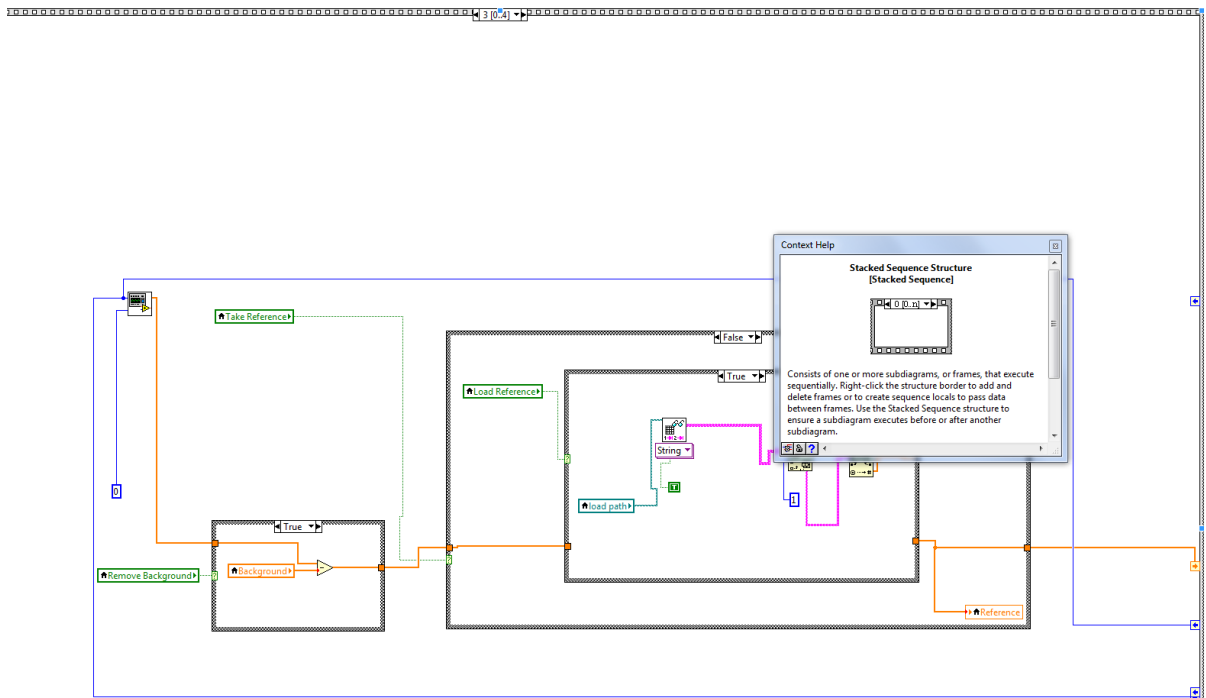 3 [0..4]
Context Help
Stacked Sequence Structure
[Stacked Sequence]
0 [0..n]
Consists of one or more subdiagrams, or frames, that execute
sequentially. Right-click the structure border to add and
delete frames or to create sequence locals to pass data
between frames. Use the Stacked Sequence structure to
ensure a subdiagram executes before or after another
subdiagram.
Take Reference
False
True
Load Reference
String
T
load path
1
0
True
Background
Remove Background
Reference